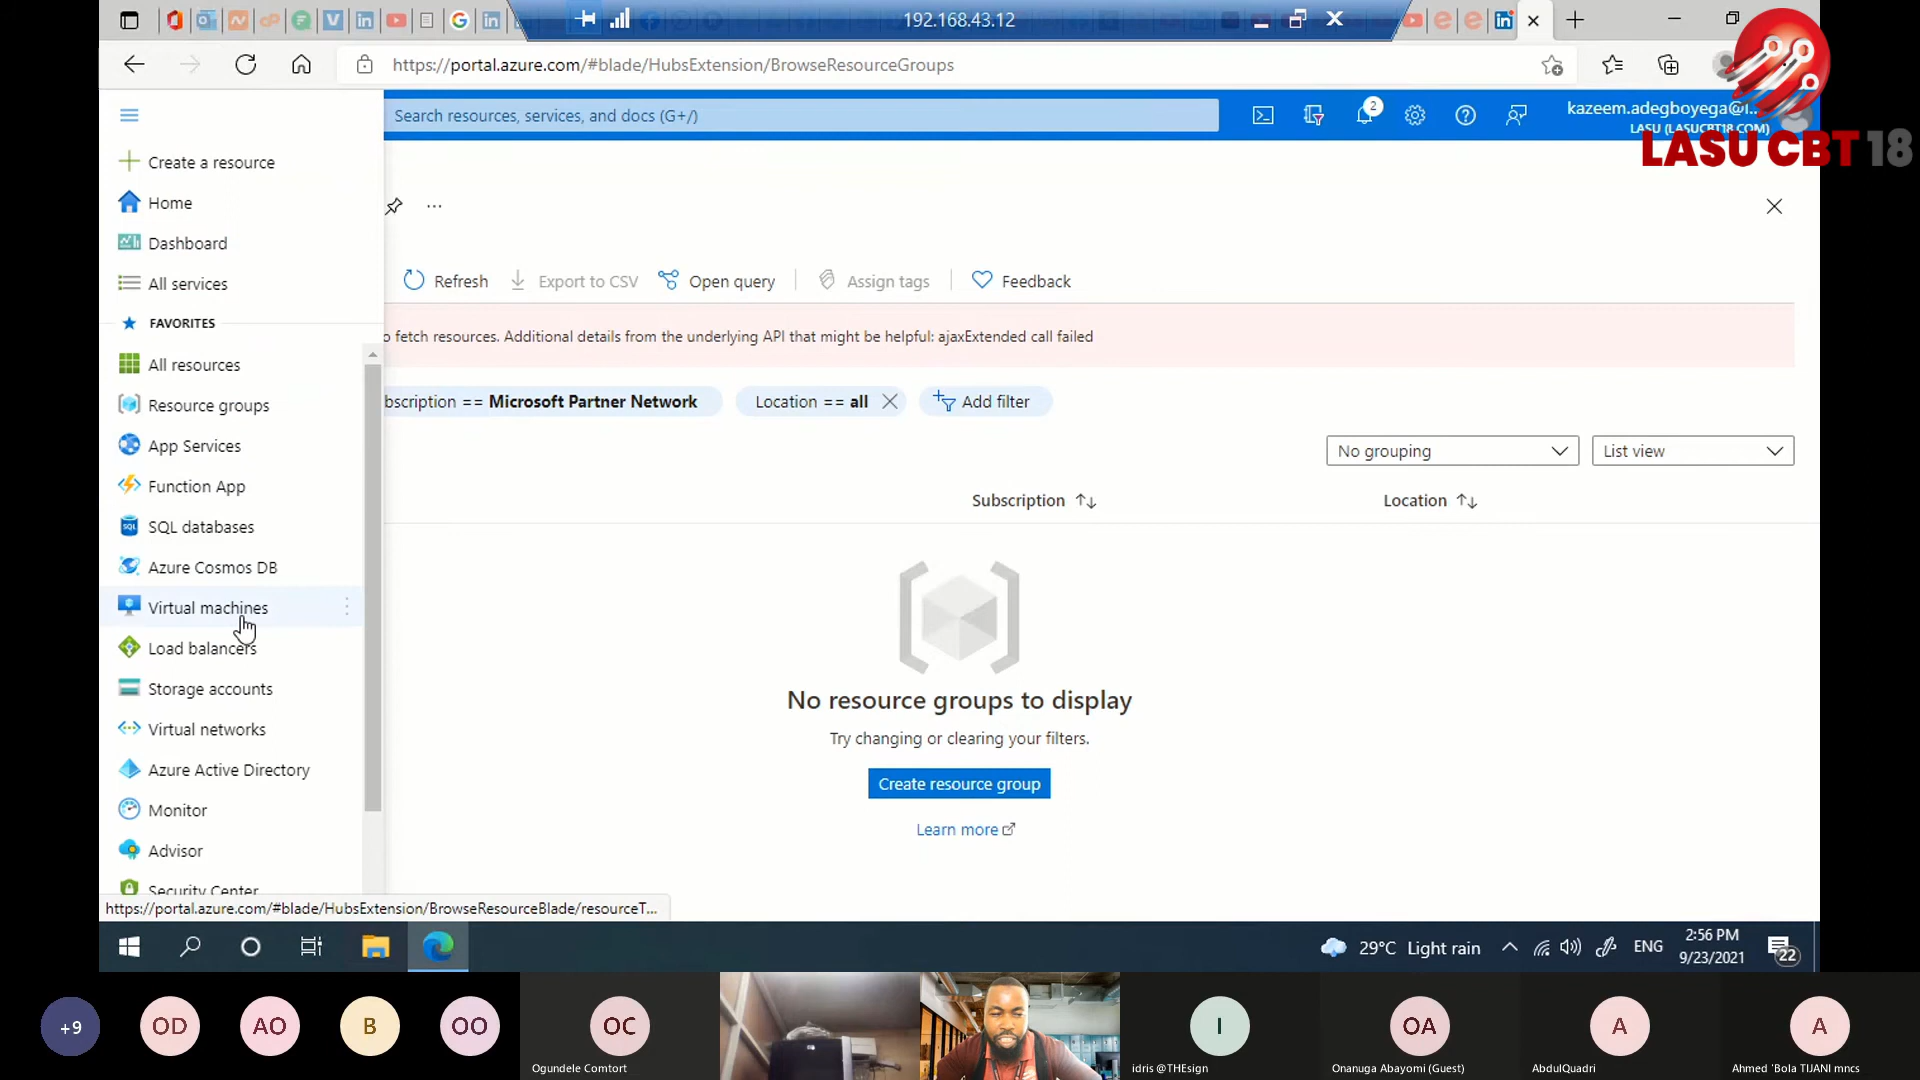 192.168.43.12
https://portal.azure.com/#blade/HubsExtension/BrowseResourceGroups
Search resources, services, and docs (G+/)
2
kazeem.adegboyega@l...
LASU (LASUCBT18.COM)
LASU CBT 18
Create a resource
Home
Dashboard
All services
FAVORITES
All resources
Resource groups
App Services
Function App
SQL databases
Azure Cosmos DB
Virtual machines
Load balancers
Storage accounts
Virtual networks
Azure Active Directory
Monitor
Advisor
Security Center
...
Refresh
Export to CSV
Open query
Assign tags
Feedback
o fetch resources. Additional details from the underlying API that might be helpful: ajaxExtended call failed
bscription == Microsoft Partner Network
Location == all
Add filter
No grouping
List view
Subscription
Location
No resource groups to display
Try changing or clearing your filters.
Create resource group
Learn more
https://portal.azure.com/#blade/HubsExtension/BrowseResourceBlade/resourceT...
29°C Light rain
ENG
2:56 PM
9/23/2021
22
+9
OD
AO
B
OO
OC
Ogundele Comtort
I
idris @THEsign
OA
Onanuga Abayomi (Guest)
A
AbdulQuadri
A
Ahmed 'Bola TIJANI mncs